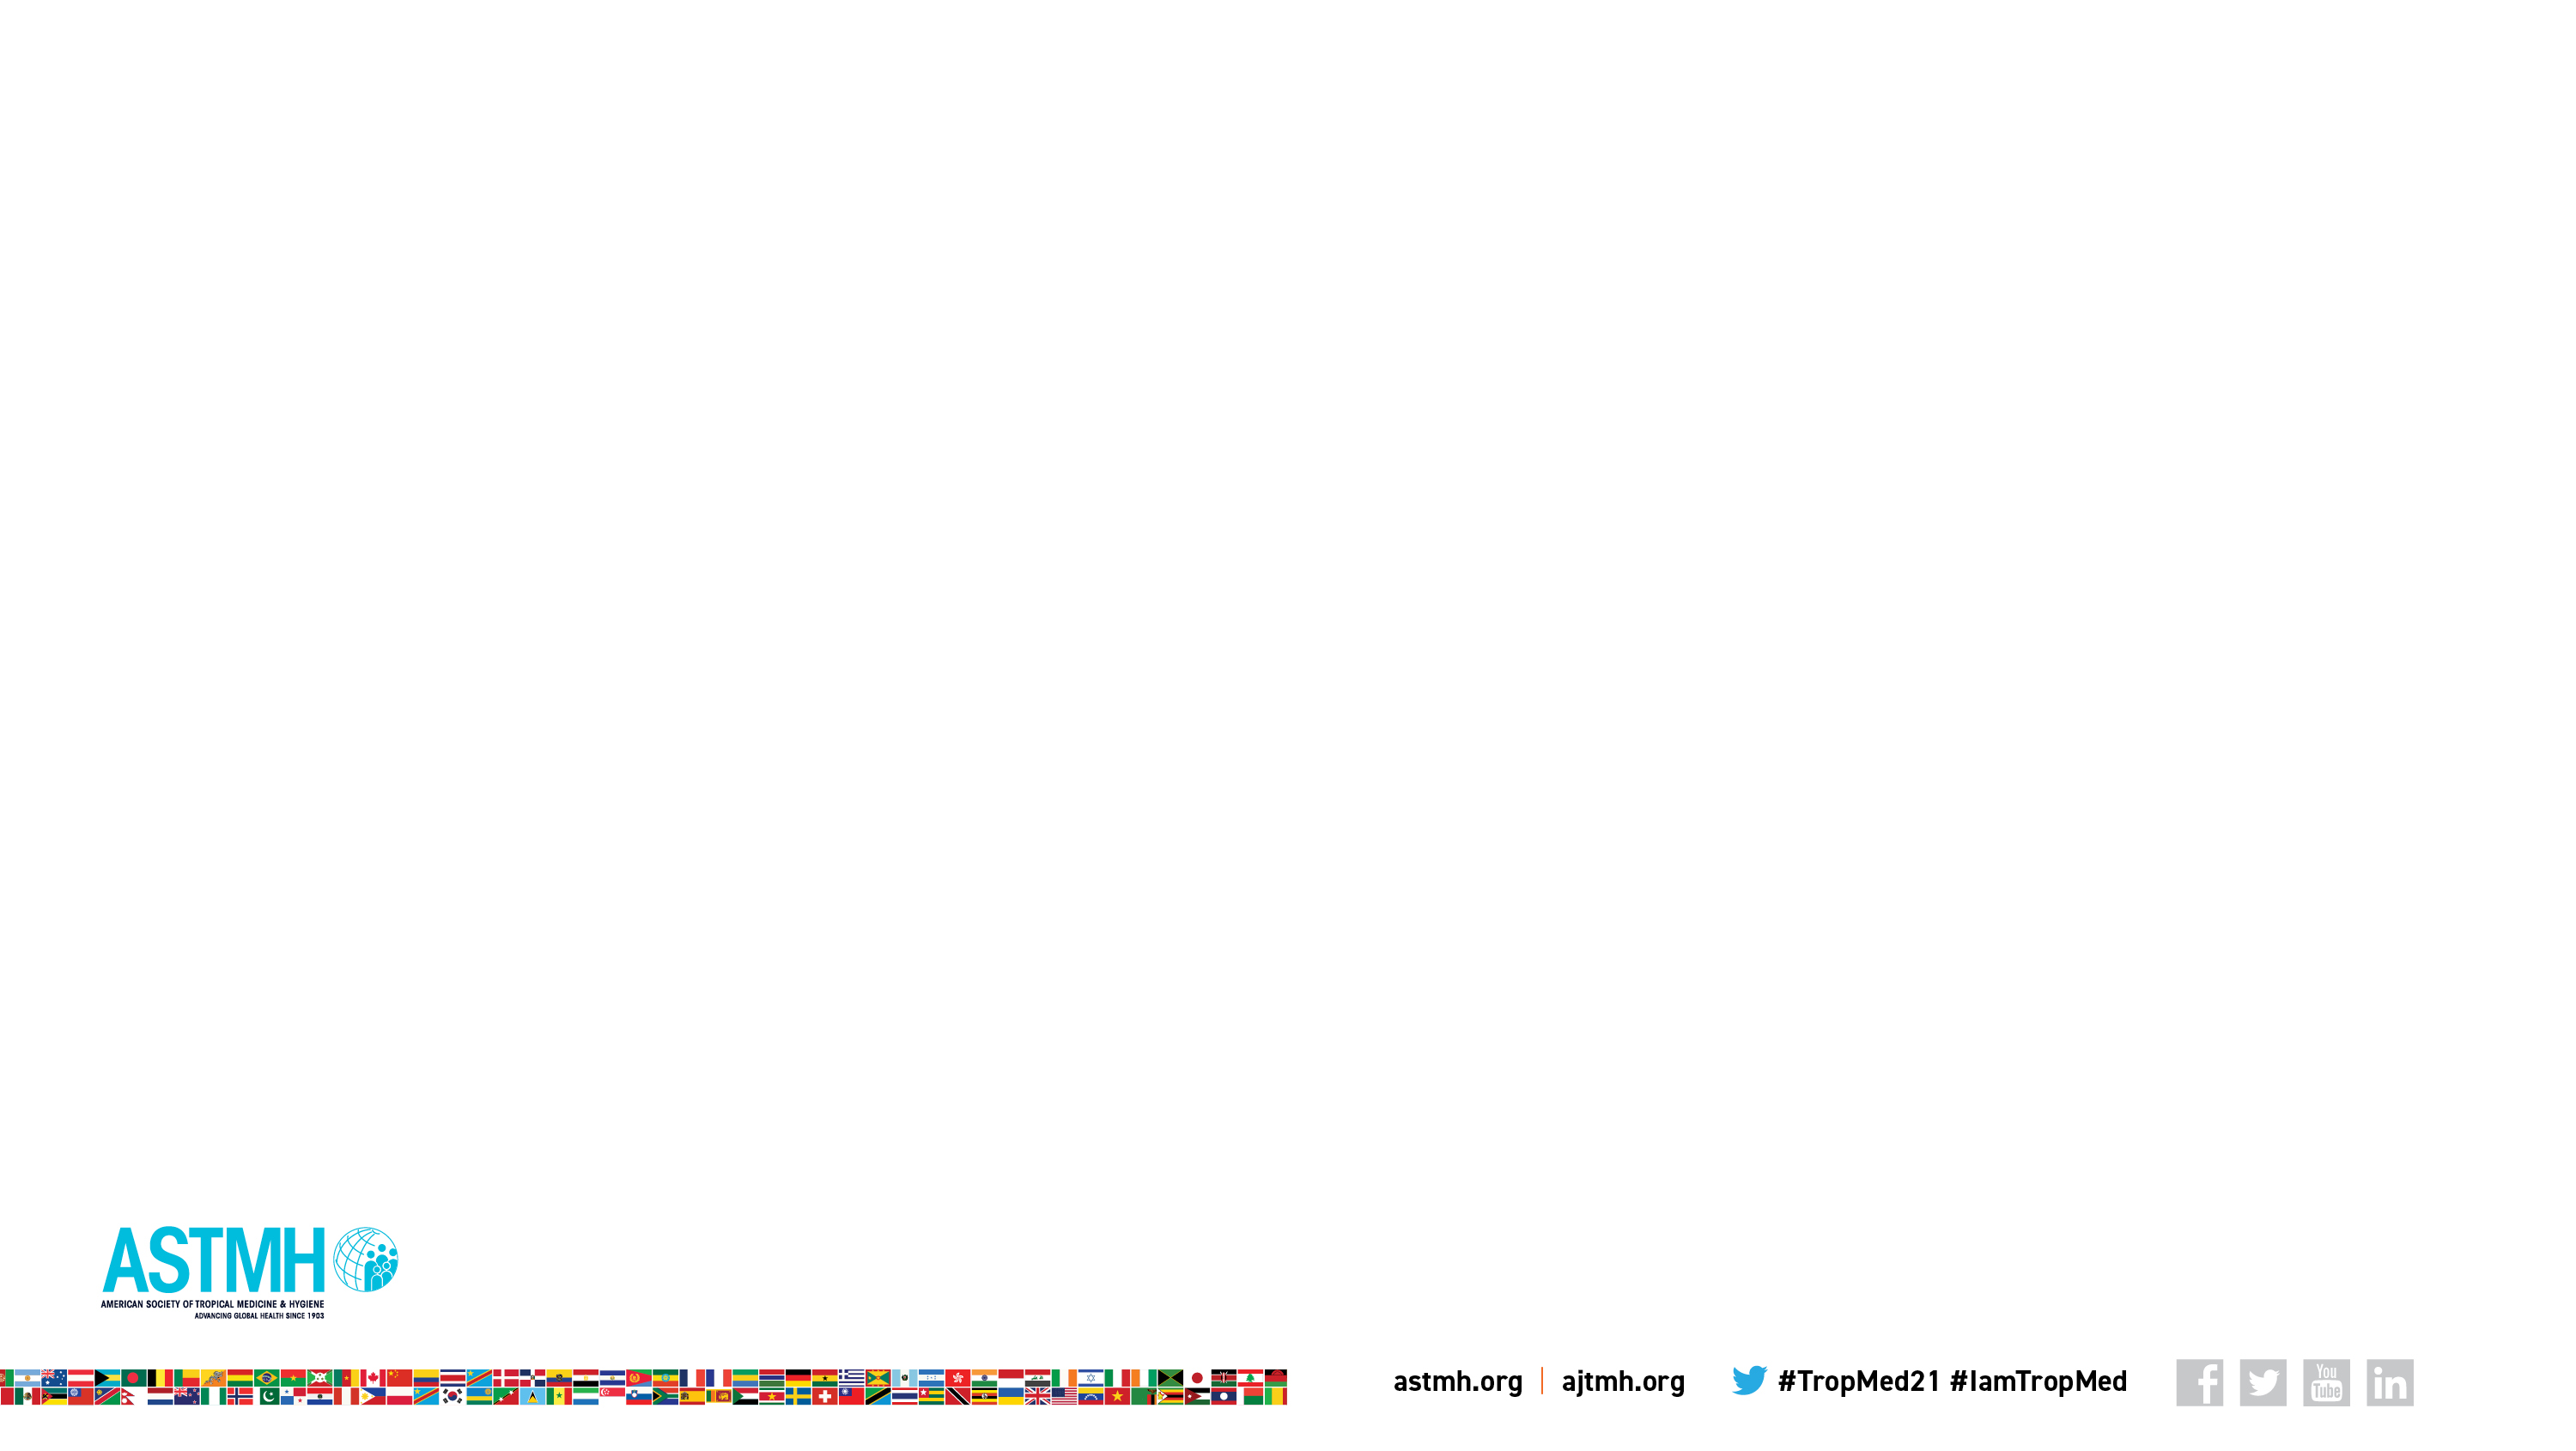 ASTMH
AMERICAN SOCIETY OF TROPICAL MEDICINE & HYGIENE
ADVANCING GLOBAL HEALTH SINCE 1903
astmh.org | ajtmh.org #TropMed21 #IamTropMed
You
Tube
in